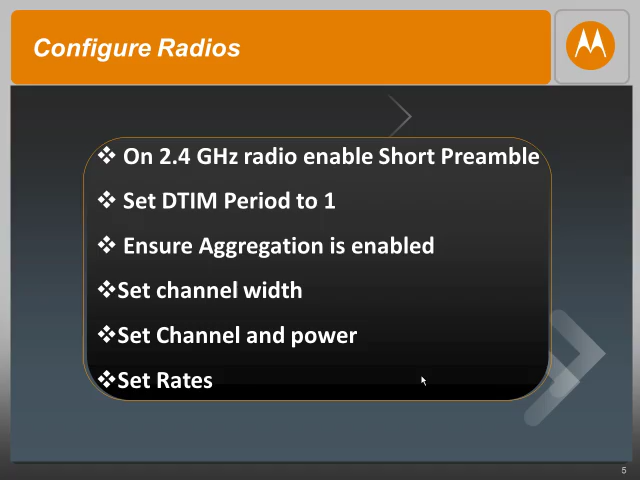 Configure Radios
❖ On 2.4 GHz radio enable Short Preamble
❖ Set DTIM Period to 1
❖ Ensure Aggregation is enabled
❖Set channel width
❖Set Channel and power
❖Set Rates
5